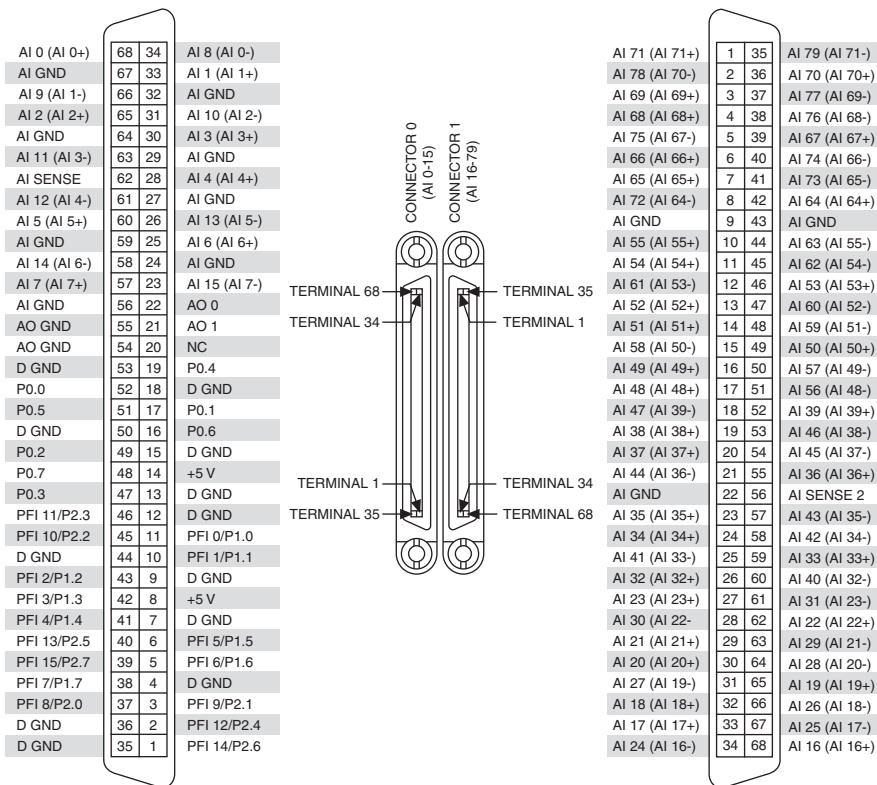 AI 0 (AI 0+) 68 34 AI 8 (AI 0-)
AI GND 67 33 AI 1 (AI 1+)
AI 9 (AI 1-) 66 32 AI GND
AI 2 (AI 2+) 65 31 AI 10 (AI 2-)
AI GND 64 30 AI 3 (AI 3+)
AI 11 (AI 3-) 63 29 AI GND
AI SENSE 62 28 AI 4 (AI 4+)
AI 12 (AI 4-) 61 27 AI GND
AI 5 (AI 5+) 60 26 AI 13 (AI 5-)
AI GND 59 25 AI 6 (AI 6+)
AI 14 (AI 6-) 58 24 AI GND
AI 7 (AI 7+) 57 23 AI 15 (AI 7-)
AI GND 56 22 AO 0
AO GND 55 21 AO 1
AO GND 54 20 NC
D GND 53 19 P0.4
P0.0 52 18 D GND
P0.5 51 17 P0.1
D GND 50 16 P0.6
P0.2 49 15 D GND
P0.7 48 14 +5 V
P0.3 47 13 D GND
PFI 11/P2.3 46 12 D GND
PFI 10/P2.2 45 11 PFI 0/P1.0
D GND 44 10 PFI 1/P1.1
PFI 2/P1.2 43 9 D GND
PFI 3/P1.3 42 8 +5 V
PFI 4/P1.4 41 7 D GND
PFI 13/P2.5 40 6 PFI 5/P1.5
PFI 15/P2.7 39 5 PFI 6/P1.6
PFI 7/P1.7 38 4 D GND
PFI 8/P2.0 37 3 PFI 9/P2.1
D GND 36 2 PFI 12/P2.4
D GND 35 1 PFI 14/P2.6
CONNECTOR 0
(AI 0-15)
CONNECTOR 1
(AI 16-79)
TERMINAL 68
TERMINAL 34
TERMINAL 35
TERMINAL 1
TERMINAL 1
TERMINAL 35
TERMINAL 34
TERMINAL 68
AI 71 (AI 71+) 1 35 AI 79 (AI 71-)
AI 78 (AI 70-) 2 36 AI 70 (AI 70+)
AI 69 (AI 69+) 3 37 AI 77 (AI 69-)
AI 68 (AI 68+) 4 38 AI 76 (AI 68-)
AI 75 (AI 67-) 5 39 AI 67 (AI 67+)
AI 66 (AI 66+) 6 40 AI 74 (AI 66-)
AI 65 (AI 65+) 7 41 AI 73 (AI 65-)
AI 72 (AI 64-) 8 42 AI 64 (AI 64+)
AI GND 9 43 AI GND
AI 55 (AI 55+) 10 44 AI 63 (AI 55-)
AI 54 (AI 54+) 11 45 AI 62 (AI 54-)
AI 61 (AI 53-) 12 46 AI 53 (AI 53+)
AI 52 (AI 52+) 13 47 AI 60 (AI 52-)
AI 51 (AI 51+) 14 48 AI 59 (AI 51-)
AI 58 (AI 50-) 15 49 AI 50 (AI 50+)
AI 49 (AI 49+) 16 50 AI 57 (AI 49-)
AI 48 (AI 48+) 17 51 AI 56 (AI 48-)
AI 47 (AI 39-) 18 52 AI 39 (AI 39+)
AI 38 (AI 38+) 19 53 AI 46 (AI 38-)
AI 37 (AI 37+) 20 54 AI 45 (AI 37-)
AI 44 (AI 36-) 21 55 AI 36 (AI 36+)
AI GND 22 56 AI SENSE 2
AI 35 (AI 35+) 23 57 AI 43 (AI 35-)
AI 34 (AI 34+) 24 58 AI 42 (AI 34-)
AI 41 (AI 33-) 25 59 AI 33 (AI 33+)
AI 32 (AI 32+) 26 60 AI 40 (AI 32-)
AI 23 (AI 23+) 27 61 AI 31 (AI 23-)
AI 30 (AI 22- 28 62 AI 22 (AI 22+)
AI 21 (AI 21+) 29 63 AI 29 (AI 21-)
AI 20 (AI 20+) 30 64 AI 28 (AI 20-)
AI 27 (AI 19-) 31 65 AI 19 (AI 19+)
AI 18 (AI 18+) 32 66 AI 26 (AI 18-)
AI 17 (AI 17+) 33 67 AI 25 (AI 17-)
AI 24 (AI 16-) 34 68 AI 16 (AI 16+)